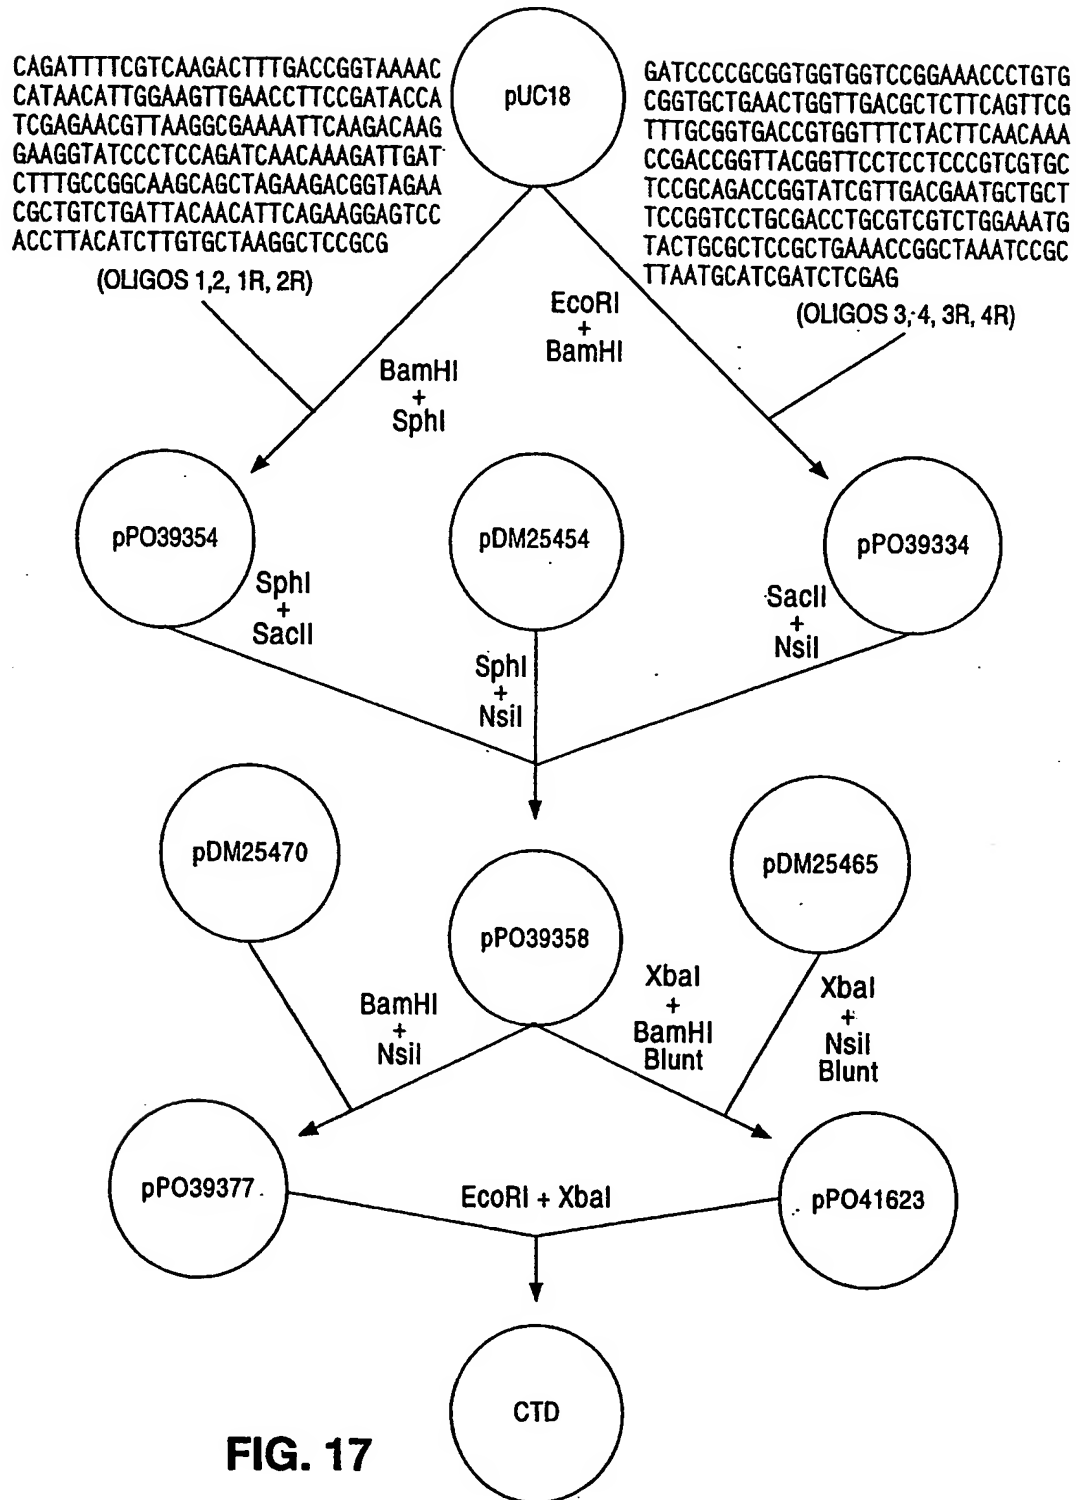 CAGATTTTCGTCAAGACTTTGACCGGTAAAAC
CATAACATTGGAAGTTGAACCTTCCGATACCA
TCGAGAACGTTAAGGCGAAAATTCAAGACAAG
GAAGGTATCCCTCCAGATCAACAAAGATTGAT
CTTTGCCGGCAAGCAGCTAGAAGACGGTAGAA
CGCTGTCTGATTACAACATTCAGAAGGAGTCC
ACCTTACATCTTGTGCTAAGGCTCCGCG
(OLIGOS 1,2, 1R, 2R)
pUC18
GATCCCCGCGGTGGTGGTCCGGAAACCCTGTG
CGGTGCTGAACTGGTTGACGCTCTTCAGTTCG
TTTGCGGTGACCGTGGTTTCTACTTCAACAAA
CCGACCGGTTACGGTTCCTCCTCCCGTCGTGC
TCCGCAGACCGGTATCGTTGACGAATGCTGCT
TCCGGTCCTGCGACCTGCGTCGTCTGGAAATG
TACTGCGCTCCGCTGAAACCGGCTAAATCCGC
TTAATGCATCGATCTCGAG
(OLIGOS 3, 4, 3R, 4R)
BamHI
+
SphI
EcoRI
+
BamHI
pPO39354
pDM25454
pPO39334
SphI
+
SacII
SphI
+
NsiI
SacII
+
NsiI
pDM25470
pPO39358
pDM25465
BamHI
+
NsiI
XbaI
+
BamHI
Blunt
XbaI
+
NsiI
Blunt
pPO39377
EcoRI + XbaI
pPO41623
CTD
FIG. 17